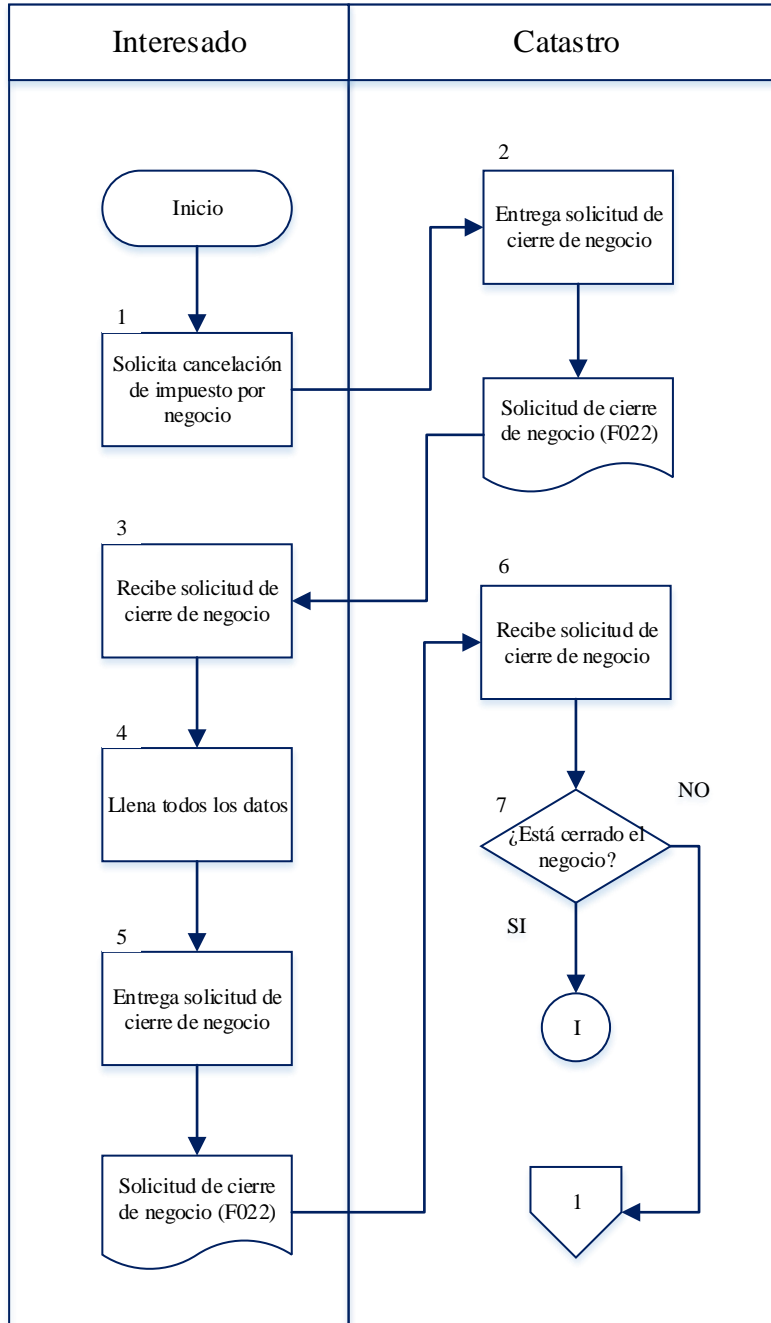 Interesado
Catastro
Inicio
1
Solicita cancelación
de impuesto por
negocio
2
Entrega solicitud de
cierre de negocio
Solicitud de cierre
de negocio (F022)
3
Recibe solicitud de
cierre de negocio
4
Llena todos los datos
5
Entrega solicitud de
cierre de negocio
Solicitud de cierre
de negocio (F022)
6
Recibe solicitud de
cierre de negocio
7
¿Está cerrado el
negocio?
NO
SI
I
1